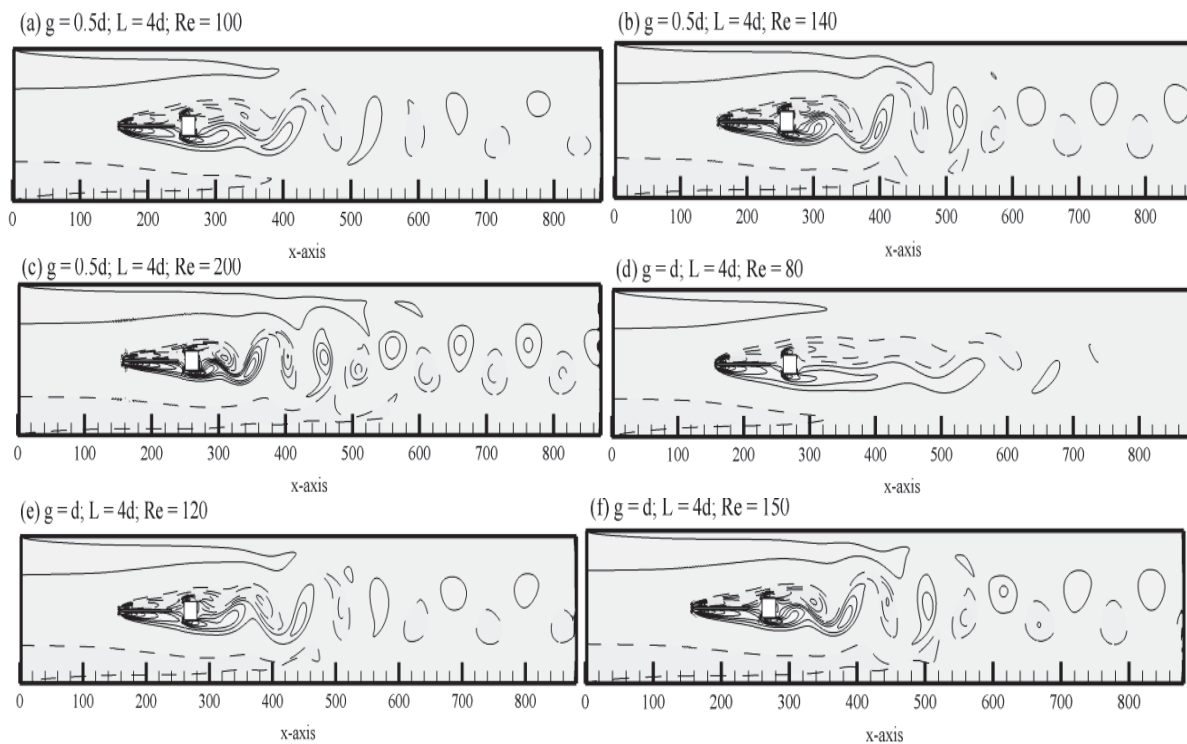 (a) g = 0.5d; L = 4d; Re = 100
(b) g = 0.5d; L = 4d; Re = 140
0 100 200 300 400 500 600 700 800
0 100 200 300 400 500 600 700 800
x-axis
x-axis
(c) g = 0.5d; L = 4d; Re = 200
(d) g = d; L = 4d; Re = 80
0 100 200 300 400 500 600 700 800
0 100 200 300 400 500 600 700 800
x-axis
x-axis
(e) g = d; L = 4d; Re = 120
(f) g = d; L = 4d; Re = 150
0 100 200 300 400 500 600 700 800
0 100 200 300 400 500 600 700 800
x-axis
x-axis